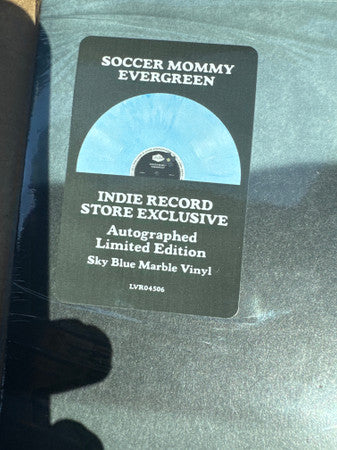 SOCCER MOMMY
EVERGREEN
INDIE RECORD
STORE EXCLUSIVE
Autographed
Limited Edition
Sky Blue Marble Vinyl
LVR04506